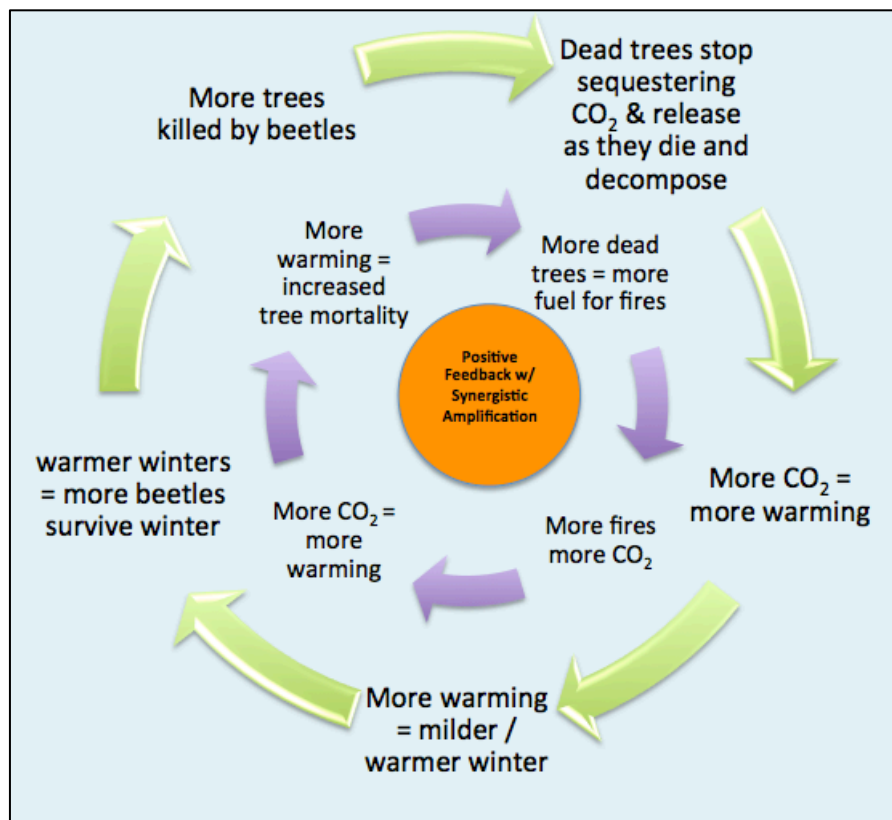 More trees
killed by beetles
Dead trees stop
sequestering
CO₂ & release
as they die and
decompose
More CO₂ =
more warming
More warming
= milder /
warmer winter
warmer winters
= more beetles
survive winter
More
warming =
increased
tree mortality
More dead
trees = more
fuel for fires
More fires
more CO₂
More CO₂ =
more
warming
Positive
Feedback w/
Synergistic
Amplification